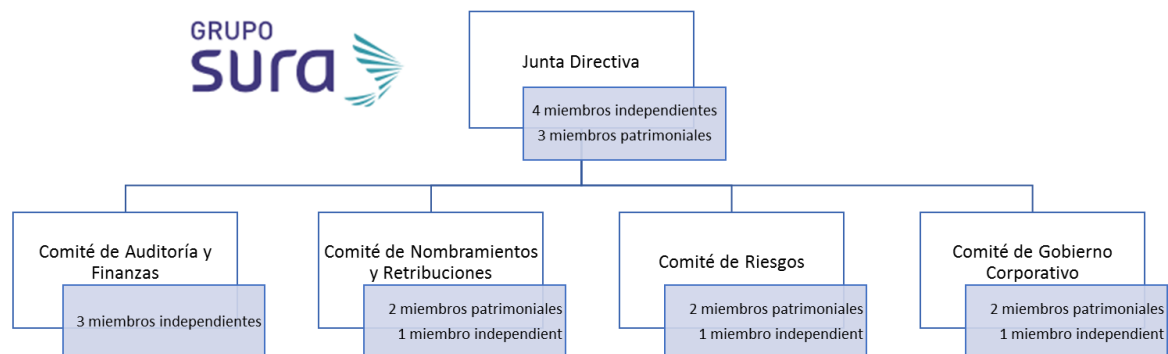 GRUPO
sura
Junta Directiva
4 miembros independientes
3 miembros patrimoniales
Comité de Auditoría y
Finanzas
3 miembros independientes
Comité de Nombramientos
y Retribuciones
2 miembros patrimoniales
1 miembro independient
Comité de Riesgos
2 miembros patrimoniales
1 miembro independient
Comité de Gobierno
Corporativo
2 miembros patrimoniales
1 miembro independient